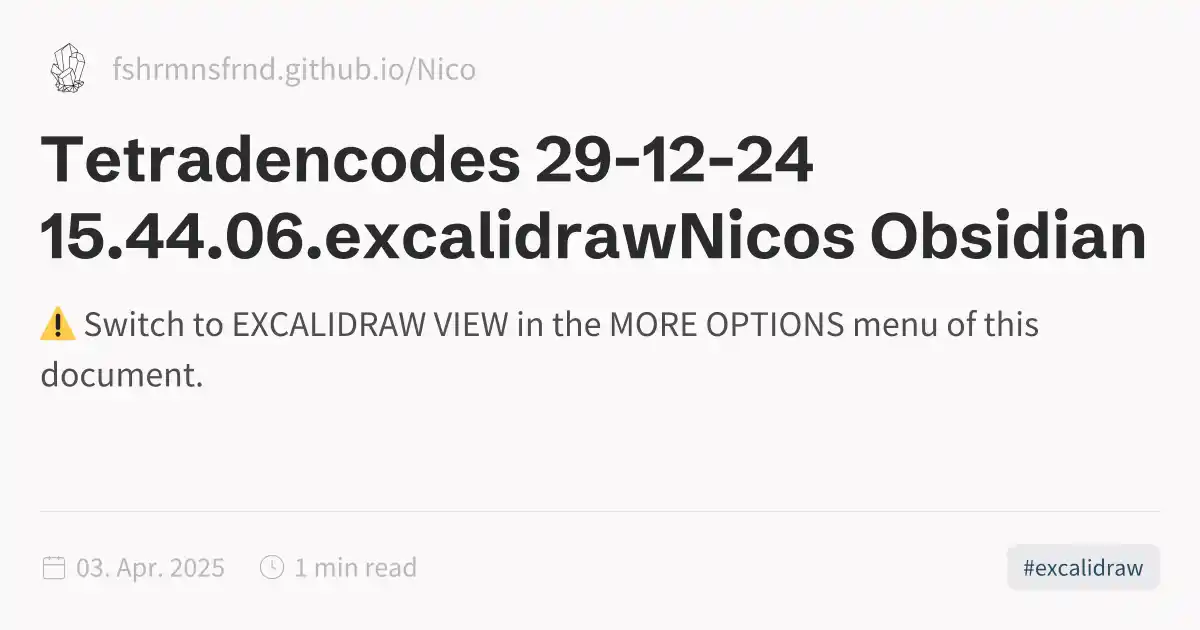 fshrmnsfrnd.github.io/Nico
Tetradencodes 29-12-24
15.44.06.excalidrawNicos Obsidian
⚠️ Switch to EXCALIDRAW VIEW in the MORE OPTIONS menu of this
document.
03. Apr. 2025 1 min read #excalidraw